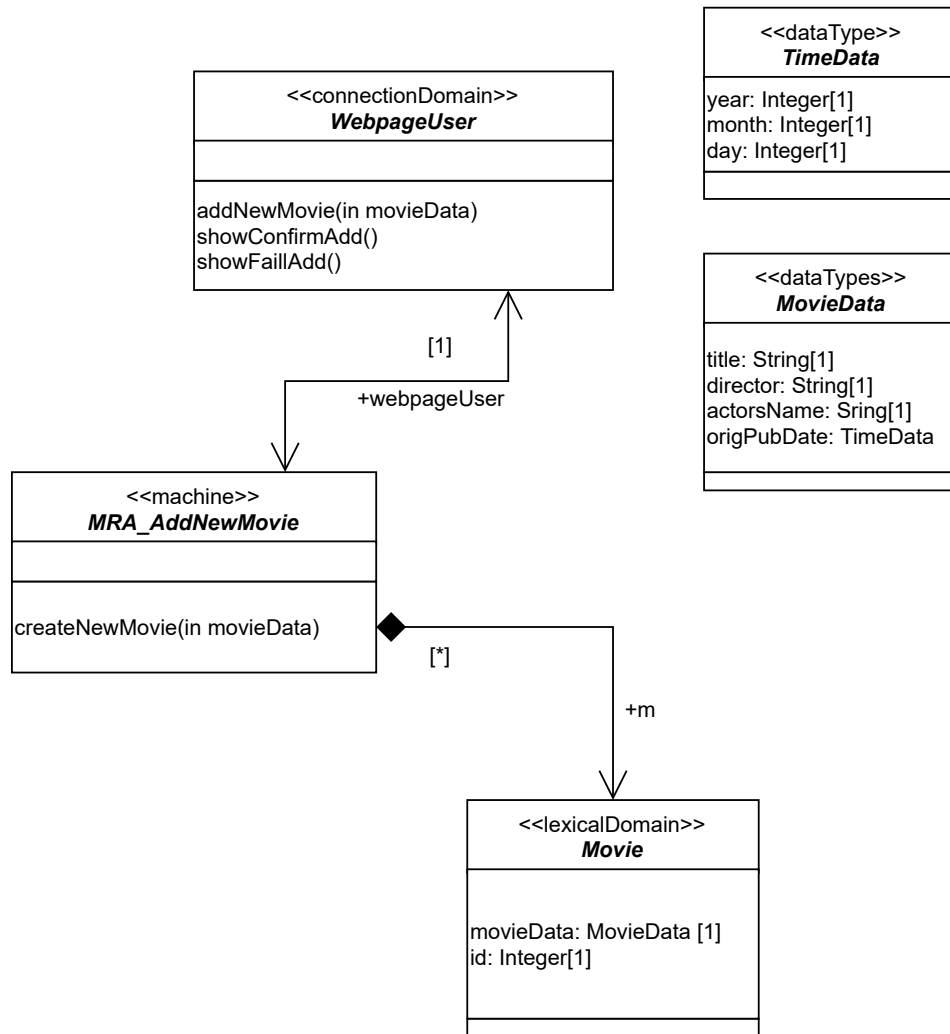 <<dataType>>
TimeData
year: Integer[1]
month: Integer[1]
day: Integer[1]
<<connectionDomain>>
WebpageUser
addNewMovie(in movieData)
showConfirmAdd()
showFaillAdd()
<<dataTypes>>
MovieData
title: String[1]
director: String[1]
actorsName: Sring[1]
origPubDate: TimeData
[1]
+webpageUser
<<machine>>
MRA_AddNewMovie
createNewMovie(in movieData)
[*]
+m
<<lexicalDomain>>
Movie
movieData: MovieData [1]
id: Integer[1]